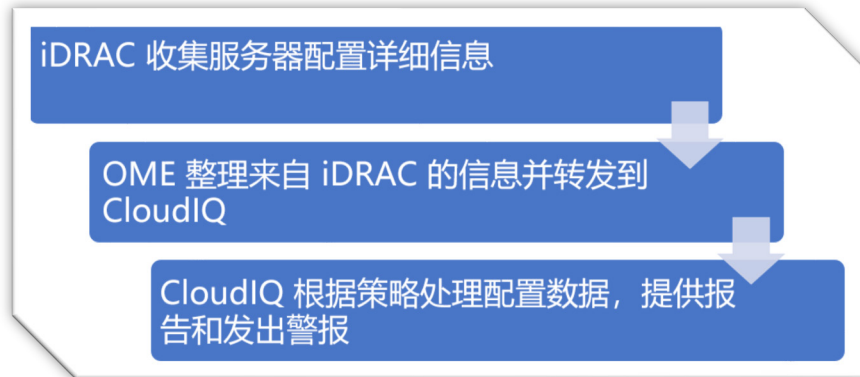 iDRAC 收集服务器配置详细信息
OME 整理来自 iDRAC 的信息并转发到
CloudIQ
CloudIQ 根据策略处理配置数据，提供报
告和发出警报